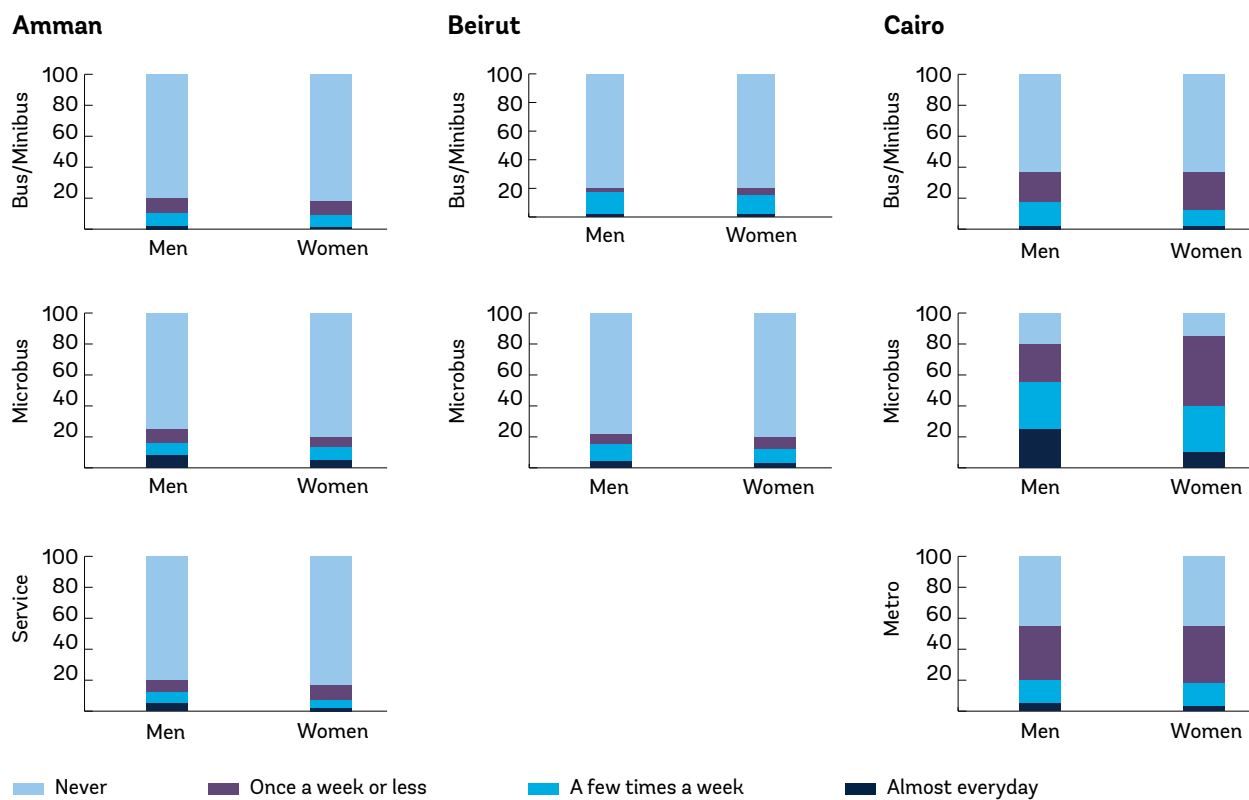 Amman
Bus/Minibus
100
80
60
40
20
Men
Women
Microbus
100
80
60
40
20
Men
Women
Service
100
80
60
40
20
Men
Women
Beirut
Bus/Minibus
100
80
60
40
20
Men
Women
Microbus
100
80
60
40
20
Men
Women
Cairo
Bus/Minibus
100
80
60
40
20
Men
Women
Microbus
100
80
60
40
20
Men
Women
Metro
100
80
60
40
20
Men
Women
Never
Once a week or less
A few times a week
Almost everyday